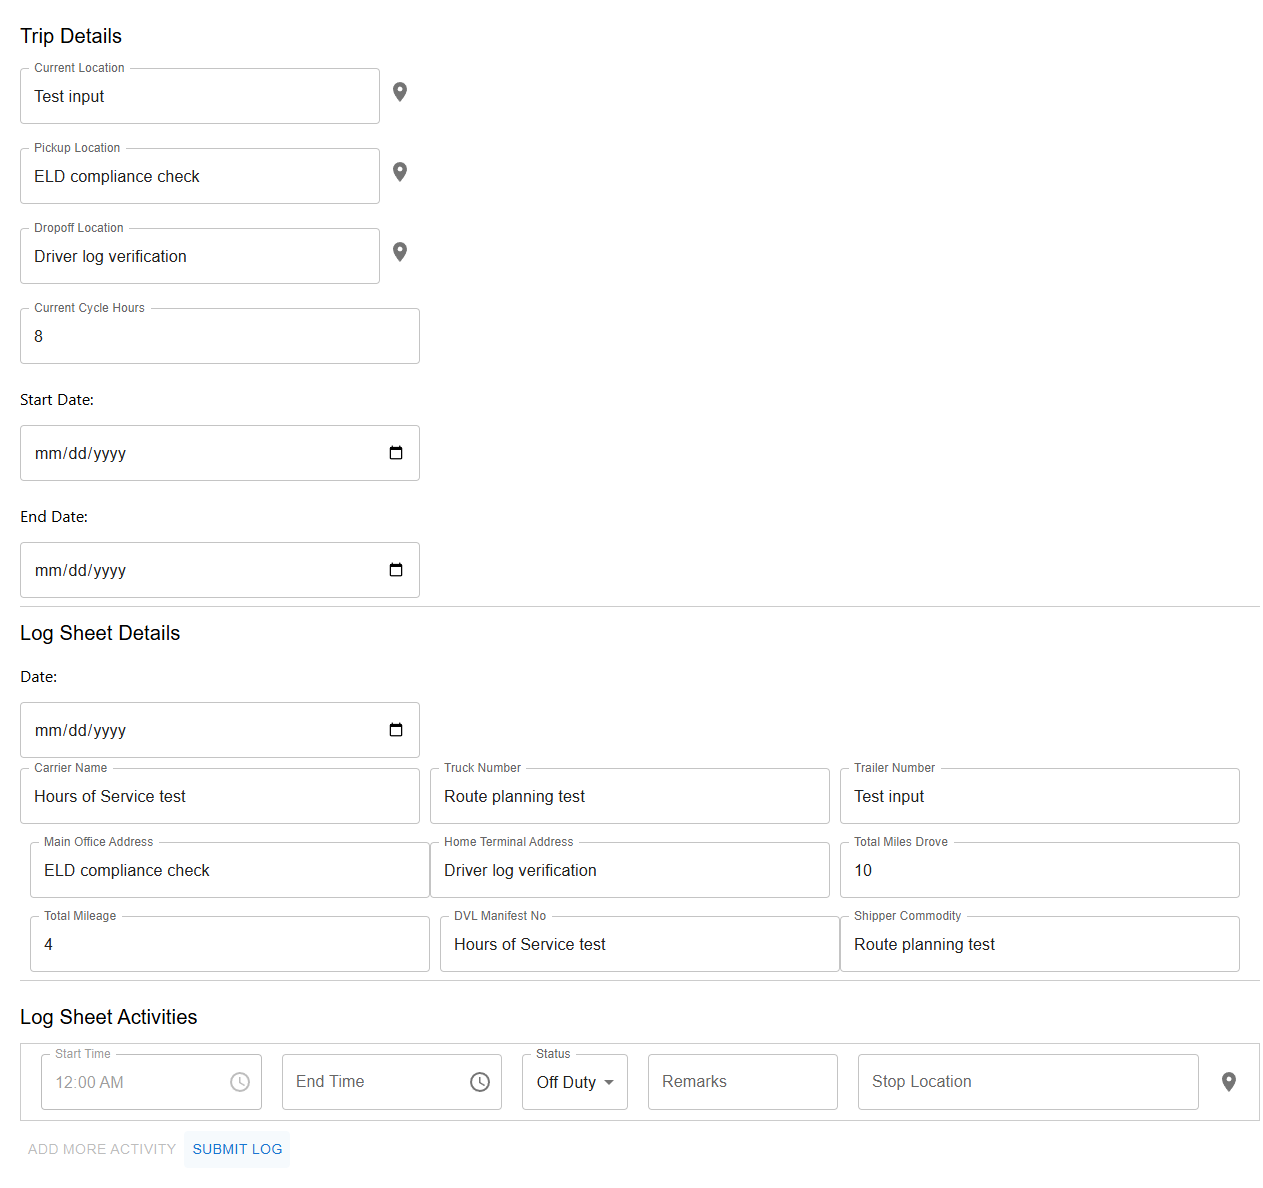 Trip Details
Current Location
Test input
Pickup Location
ELD compliance check
Dropoff Location
Driver log verification
Current Cycle Hours
8
Start Date:
mm/dd/yyyy
End Date:
mm/dd/yyyy
Log Sheet Details
Date:
mm/dd/yyyy
Carrier Name Truck Number Trailer Number
Hours of Service test Route planning test Test input
Main Office Address Home Terminal Address Total Miles Drove
ELD compliance check Driver log verification 10
Total Mileage DVL Manifest No Shipper Commodity
4 Hours of Service test Route planning test
Log Sheet Activities
Start Time Status
12:00 AM End Time Off Duty Remarks Stop Location
ADD MORE ACTIVITY SUBMIT LOG